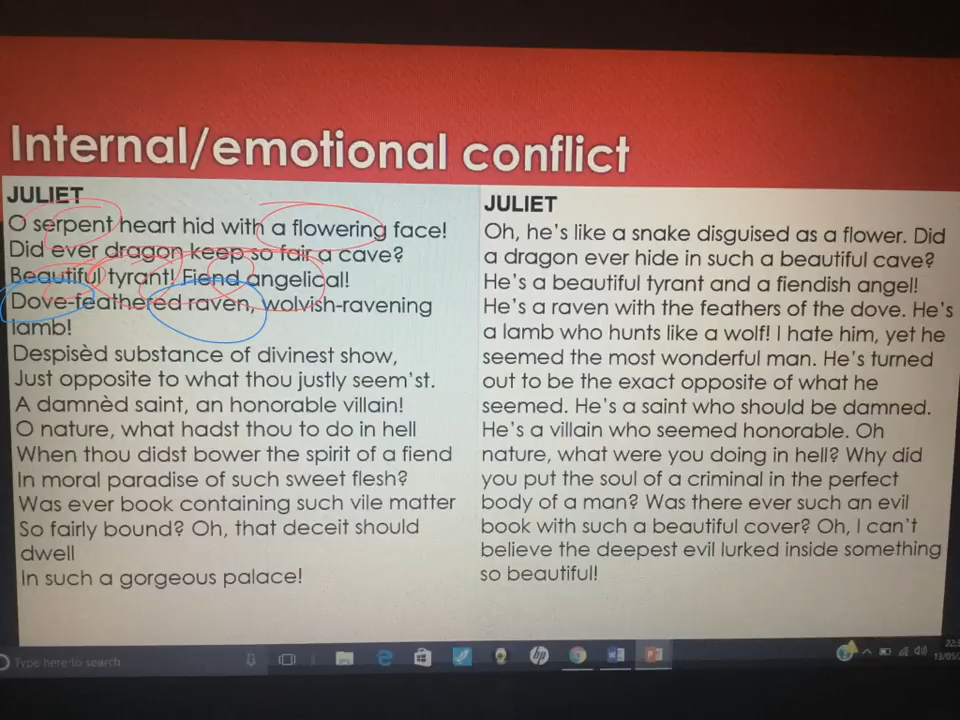 Internal/emotional conflict
JULIET
O serpent heart hid with a flowering face!
Did ever dragon keep so fair a cave?
Beautiful tyrant! Fiend angelical!
Dove-feathered raven, wolvish-ravening
lamb!
Despisèd substance of divinest show,
Just opposite to what thou justly seem'st.
A damnèd saint, an honorable villain!
O nature, what hadst thou to do in hell
When thou didst bower the spirit of a fiend
In moral paradise of such sweet flesh?
Was ever book containing such vile matter
So fairly bound? Oh, that deceit should
dwell
In such a gorgeous palace!
JULIET
Oh, he's like a snake disguised as a flower. Did
a dragon ever hide in such a beautiful cave?
He's a beautiful tyrant and a fiendish angel!
He's a raven with the feathers of the dove. He's
a lamb who hunts like a wolf! I hate him, yet he
seemed the most wonderful man. He's turned
out to be the exact opposite of what he
seemed. He's a saint who should be damned.
He's a villain who seemed honorable. Oh
nature, what were you doing in hell? Why did
you put the soul of a criminal in the perfect
body of a man? Was there ever such an evil
book with such a beautiful cover? Oh, I can't
believe the deepest evil lurked inside something
so beautiful!
Type here to search
hp